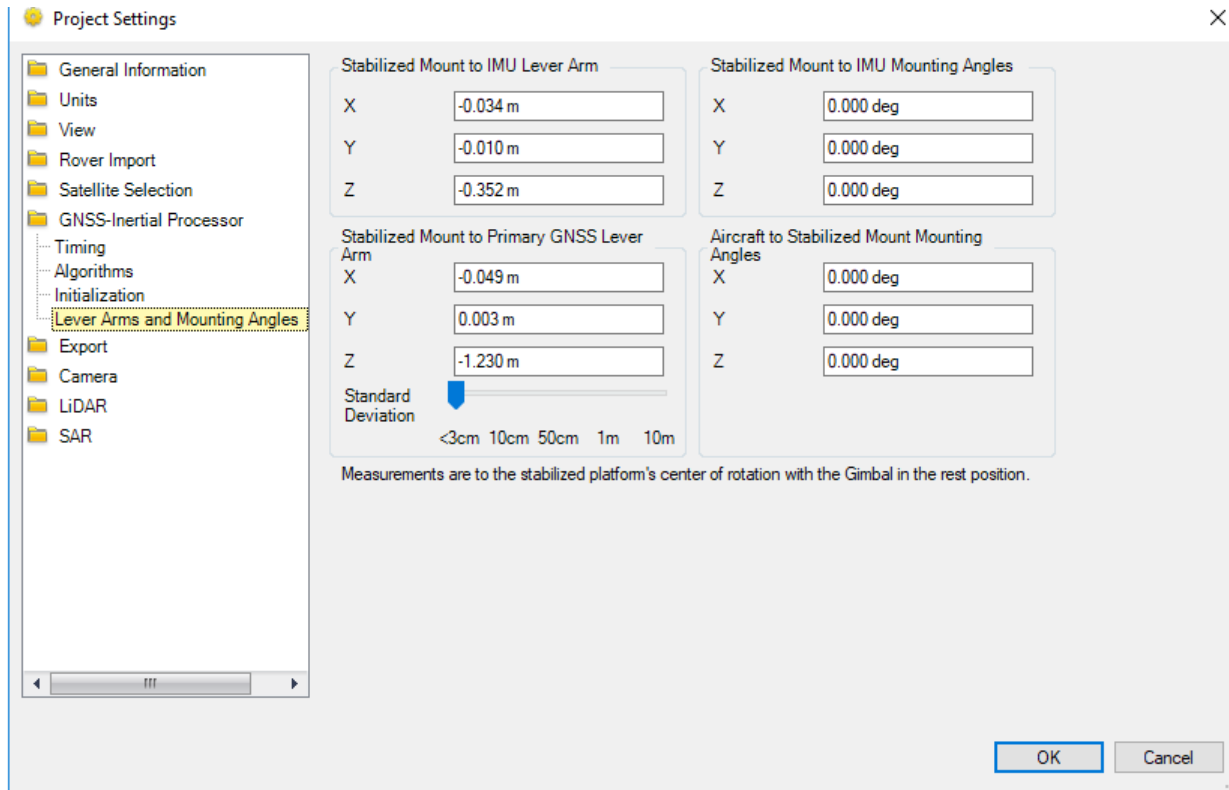 Project Settings
General Information
Units
View
Rover Import
Satellite Selection
GNSS-Inertial Processor
Timing
Algorithms
Initialization
Lever Arms and Mounting Angles
Export
Camera
LiDAR
SAR
Stabilized Mount to IMU Lever Arm
X -0.034 m
Y -0.010 m
Z -0.352 m
Stabilized Mount to IMU Mounting Angles
X 0.000 deg
Y 0.000 deg
Z 0.000 deg
Stabilized Mount to Primary GNSS Lever
Arm
X -0.049 m
Y 0.003 m
Z -1.230 m
Standard
Deviation
<3cm 10cm 50cm 1m 10m
Aircraft to Stabilized Mount Mounting
Angles
X 0.000 deg
Y 0.000 deg
Z 0.000 deg
Measurements are to the stabilized platform's center of rotation with the Gimbal in the rest position.
OK Cancel